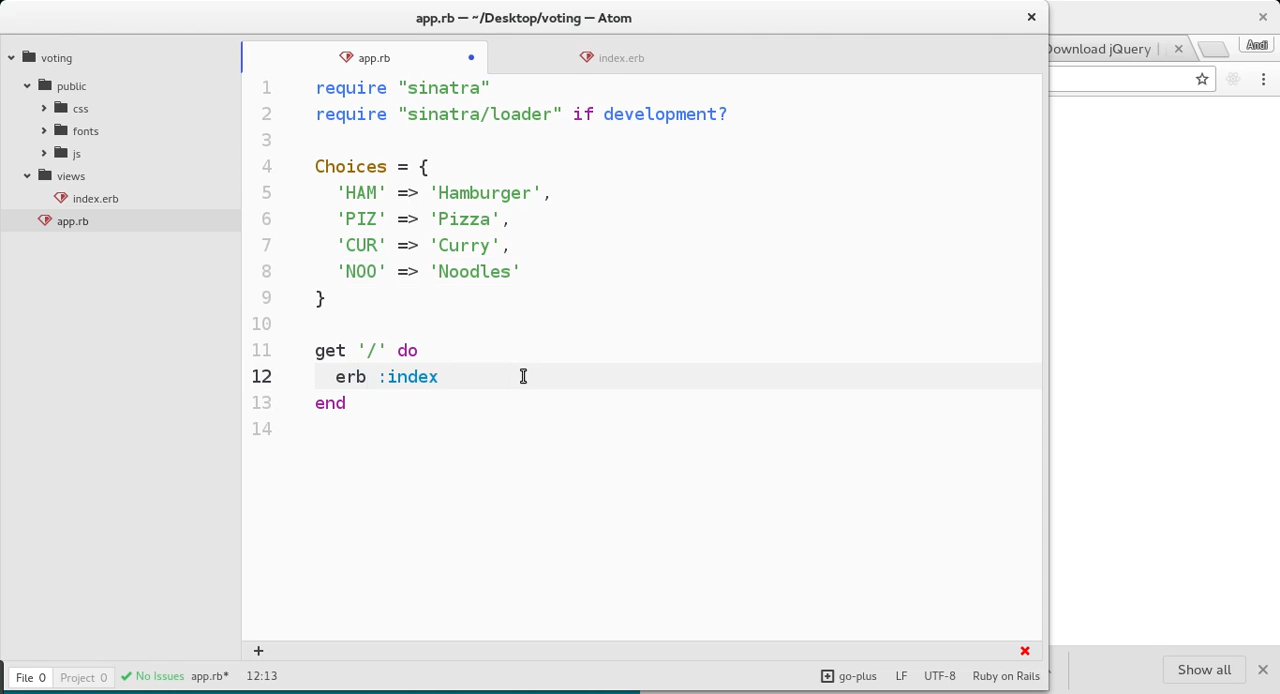 app.rb — ~/Desktop/voting — Atom
voting
public
css
fonts
js
views
index.erb
app.rb
app.rb
index.erb
1 require "sinatra"
2 require "sinatra/loader" if development?
3
4 Choices = {
5 'HAM' => 'Hamburger',
6 'PIZ' => 'Pizza',
7 'CUR' => 'Curry',
8 'NOO' => 'Noodles'
9 }
10
11 get '/' do
12 erb :index
13 end
14
File 0 Project 0 No Issues app.rb* 12:13 go-plus LF UTF-8 Ruby on Rails
Download jQuery
Andi
Show all